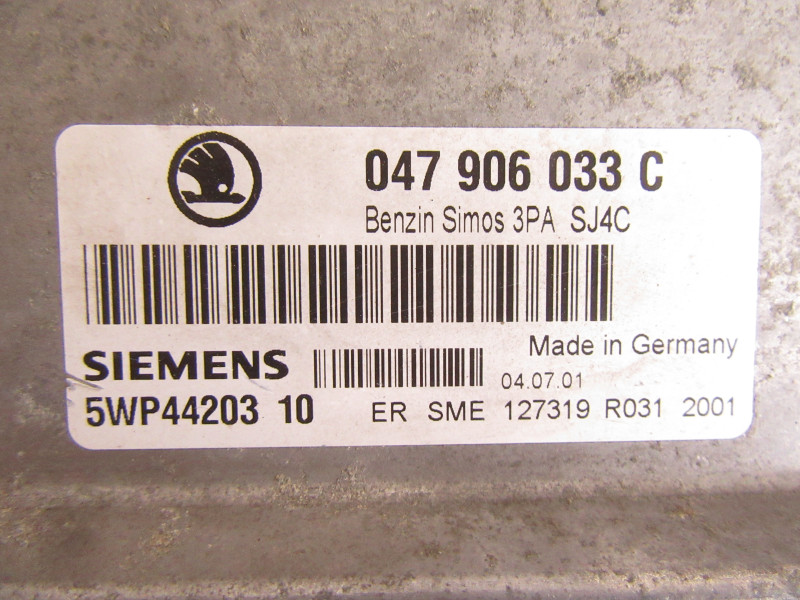 047 906 033 C
Benzin Simos 3PA SJ4C
SIEMENS
Made in Germany
04.07.01
5WP44203 10
ER SME 127319 R031 2001